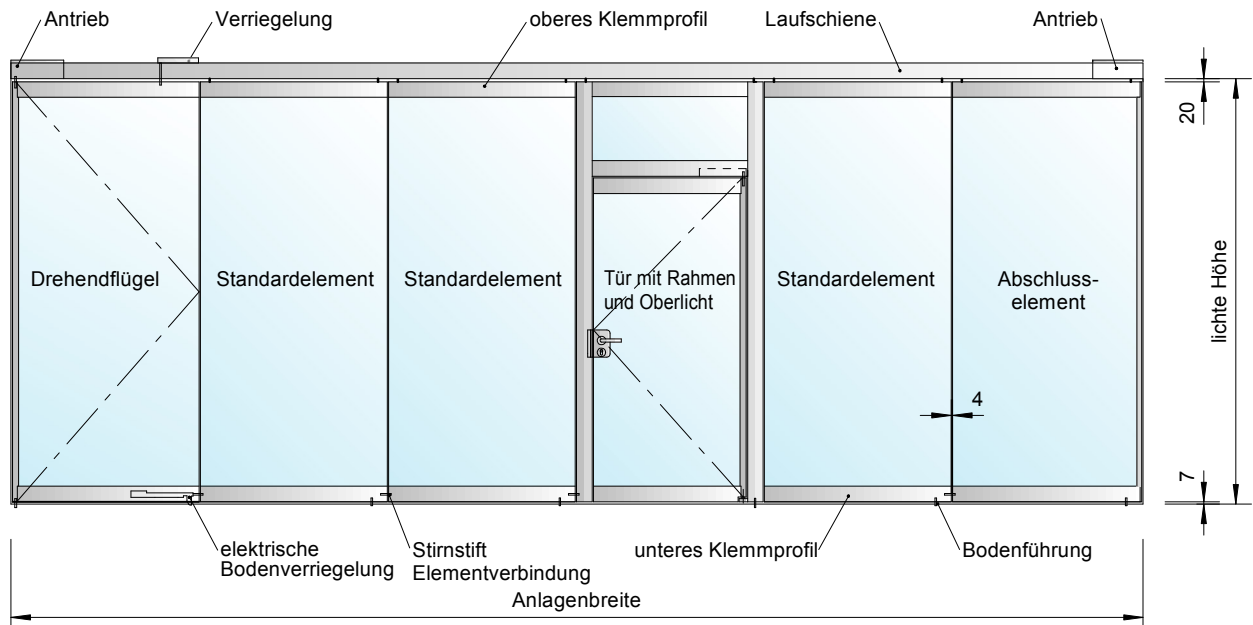 Antrieb
Verriegelung
oberes Klemmprofil
Laufschiene
Antrieb
20
Drehendflügel
Standardelement
Standardelement
Tür mit Rahmen
und Oberlicht
Standardelement
Abschluss-
element
lichte Höhe
4
7
elektrische
Bodenverriegelung
Stirnstift
Elementverbindung
unteres Klemmprofil
Bodenführung
Anlagenbreite